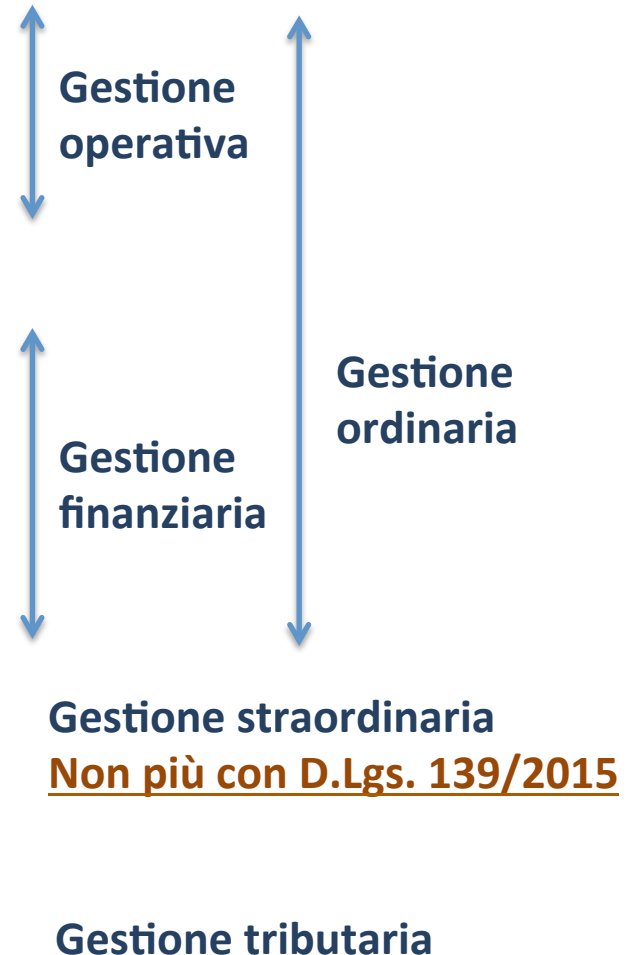 Gestione
operativa
Gestione
ordinaria
Gestione
finanziaria
Gestione straordinaria
Non più con D.Lgs. 139/2015
Gestione tributaria